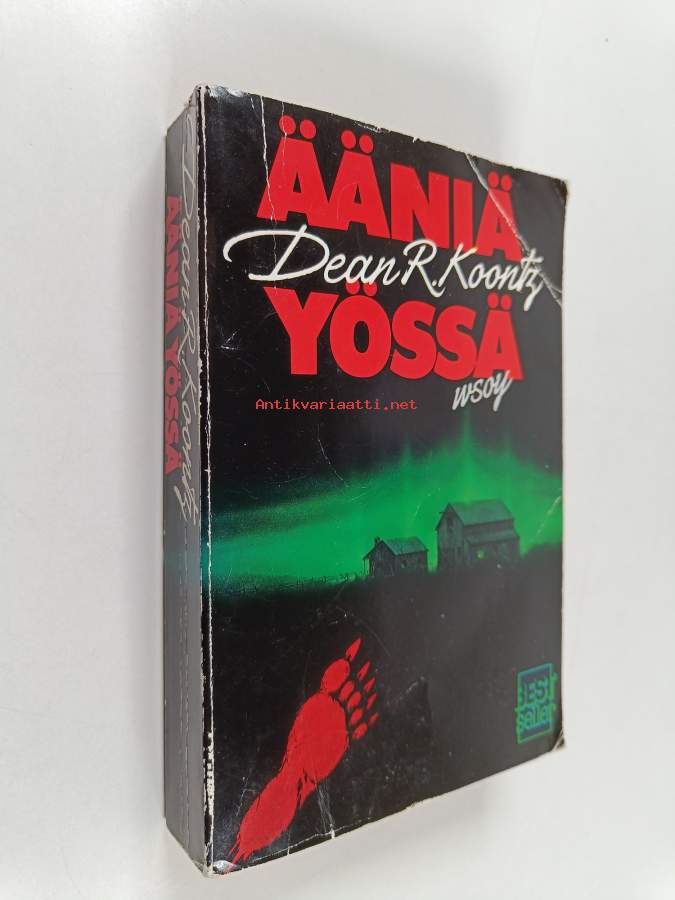 ÄÄNIÄ
Dean R. Koontz
YÖSSÄ
wsoy
Antikvariaatti.net
BEST
seller
Dean R. Koontz
ÄÄNIÄ YÖSSÄ